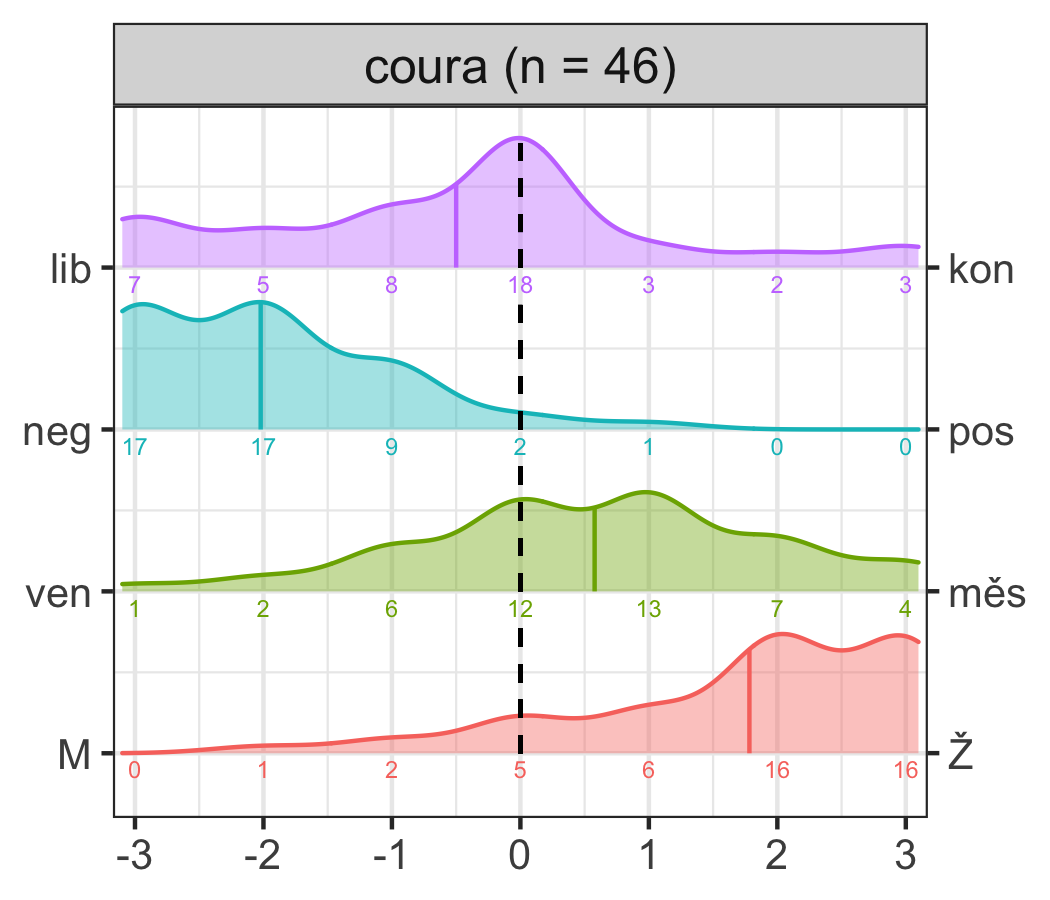 coura (n = 46)
lib kon
7 5 8 18 3 2 3
neg pos
17 17 9 2 1 0 0
ven měs
1 2 6 12 13 7 4
M Ž
0 1 2 5 6 16 16
-3 -2 -1 0 1 2 3